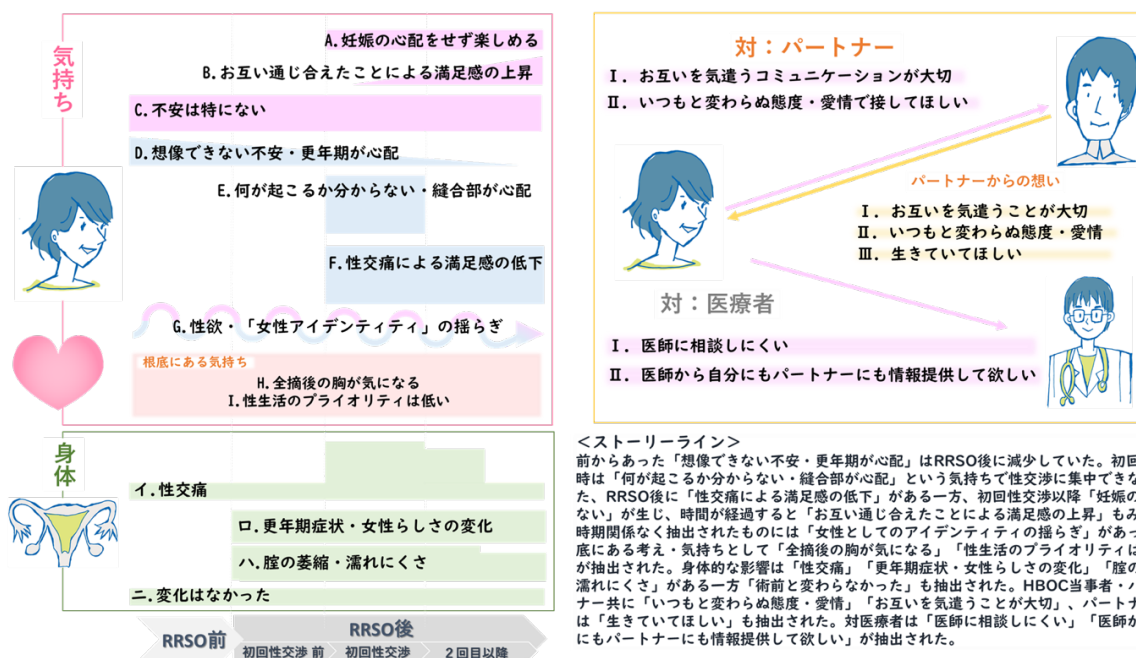 気持ち
A.妊娠の心配をせず楽しめる
B.お互い通じ合えたことによる満足感の上昇
C.不安は特にない
D.想像できない不安・更年期が心配
E.何が起こるか分からない・縫合部が心配
F.性交痛による満足感の低下
G.性欲・「女性アイデンティティ」の揺らぎ
根底にある気持ち
H.全摘後の胸が気になる
I.性生活のプライオリティは低い
身体
イ.性交痛
ロ.更年期症状・女性らしさの変化
ハ.腟の萎縮・濡れにくさ
ニ.変化はなかった
RRSO前
RRSO後
初回性交渉 前
初回性交渉
2回目以降
対：パートナー
Ⅰ．お互いを気遣うコミュニケーションが大切
Ⅱ．いつもと変わらぬ態度・愛情で接してほしい
パートナーからの想い
Ⅰ．お互いを気遣うことが大切
Ⅱ．いつもと変わらぬ態度・愛情
Ⅲ．生きていてほしい
対：医療者
Ⅰ．医師に相談しにくい
Ⅱ．医師から自分にもパートナーにも情報提供して欲しい
＜ストーリーライン＞
前からあった「想像できない不安・更年期が心配」はRRSO後に減少していた。初回
時は「何が起こるか分からない・縫合部が心配」という気持ちで性交渉に集中できな
た、RRSO後に「性交痛による満足感の低下」がある一方、初回性交渉以降「妊娠の
ない」が生じ、時間が経過すると「お互い通じ合えたことによる満足感の上昇」もみ
時期関係なく抽出されたものには「女性としてのアイデンティティの揺らぎ」があっ
底にある考え・気持ちとして「全摘後の胸が気になる」「性生活のプライオリティは
が抽出された。身体的な影響は「性交痛」「更年期症状・女性らしさの変化」「腟の
濡れにくさ」がある一方「術前と変わらなかった」も抽出された。HBOC当事者・パ
ナー共に「いつもと変わらぬ態度・愛情」「お互いを気遣うことが大切」、パートナ
は「生きていてほしい」も抽出された。対医療者は「医師に相談しにくい」「医師か
にもパートナーにも情報提供して欲しい」が抽出された。